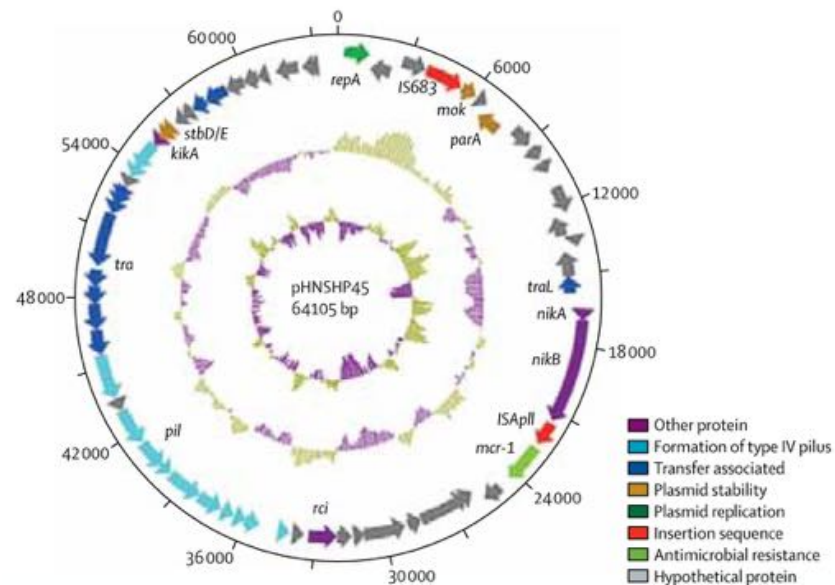 0
6000
12000
18000
24000
30000
36000
42000
48000
54000
60000
repA
IS683
mok
parA
traL
nikA
nikB
ISApll
mcr-1
rci
pil
tra
kikA
stbD/E
pHNSHP45
64105 bp
Other protein
Formation of type IV pilus
Transfer associated
Plasmid stability
Plasmid replication
Insertion sequence
Antimicrobial resistance
Hypothetical protein